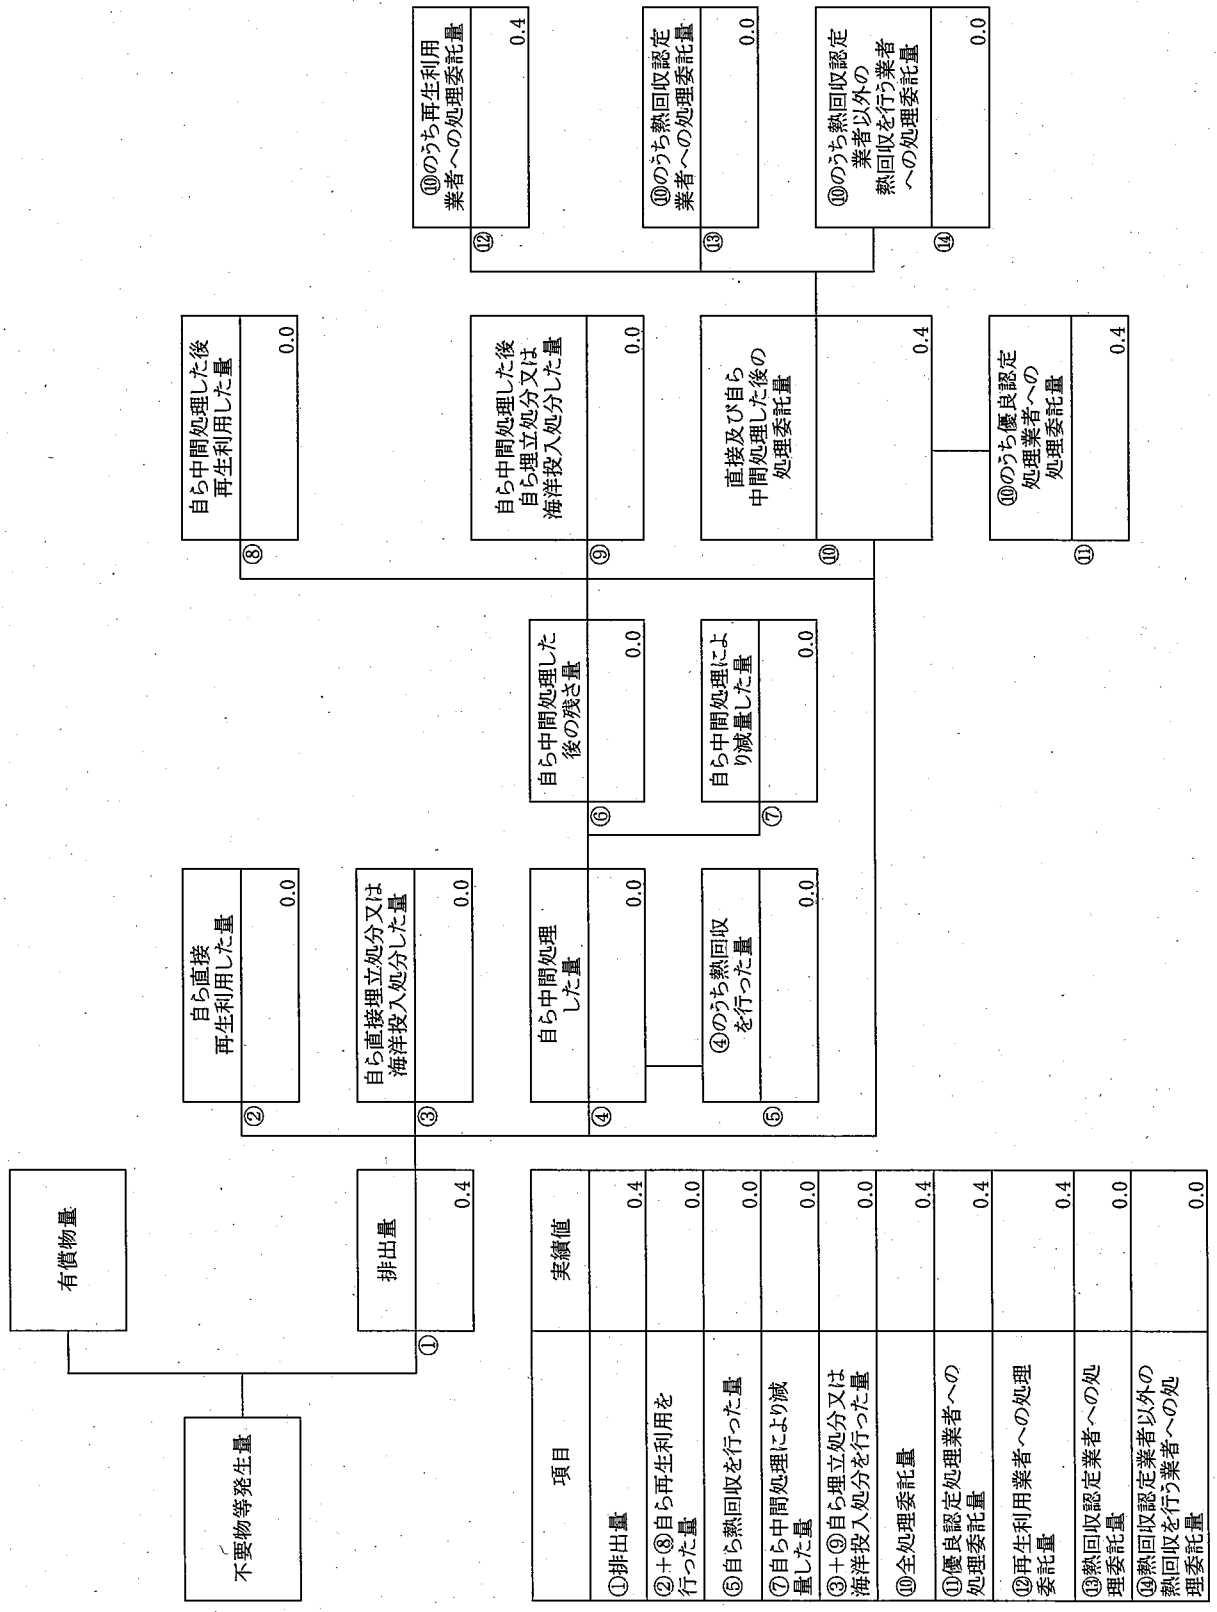 不要物等発生量
有償物量
①
排出量
0.4
②
自ら直接
再生利用した量
0.0
③
自ら直接埋立処分又は
海洋投入処分した量
0.0
④
自ら中間処理
した量
0.0
⑤
④のうち熱回収
を行った量
0.0
⑥
自ら中間処理した
後の残さ量
0.0
⑦
自ら中間処理によ
り減量した量
0.0
⑧
自ら中間処理した後
再生利用した量
0.0
⑨
自ら中間処理した後
自ら埋立処分又は
海洋投入処分した量
0.0
⑩
直接及び自ら
中間処理した後の
処理委託量
0.4
⑪
⑩のうち優良認定
処理業者への
処理委託量
0.4
⑫
⑩のうち再生利用
業者への処理委託量
0.4
⑬
⑩のうち熱回収認定
業者への処理委託量
0.0
⑭
⑩のうち熱回収認定
業者以外の
熱回収を行う業者
への処理委託量
0.0
項目
実績値
①排出量
0.4
②+⑧自ら再生利用を
行った量
0.0
⑤自ら熱回収を行った量
0.0
⑦自ら中間処理により減
量した量
0.0
③+⑨自ら埋立処分又は
海洋投入処分を行った量
0.0
⑩全処理委託量
0.4
⑪優良認定処理業者への
処理委託量
0.4
⑫再生利用業者への処理
委託量
0.4
⑬熱回収認定業者への処
理委託量
0.0
⑭熱回収認定業者以外の
熱回収を行う業者への処
理委託量
0.0